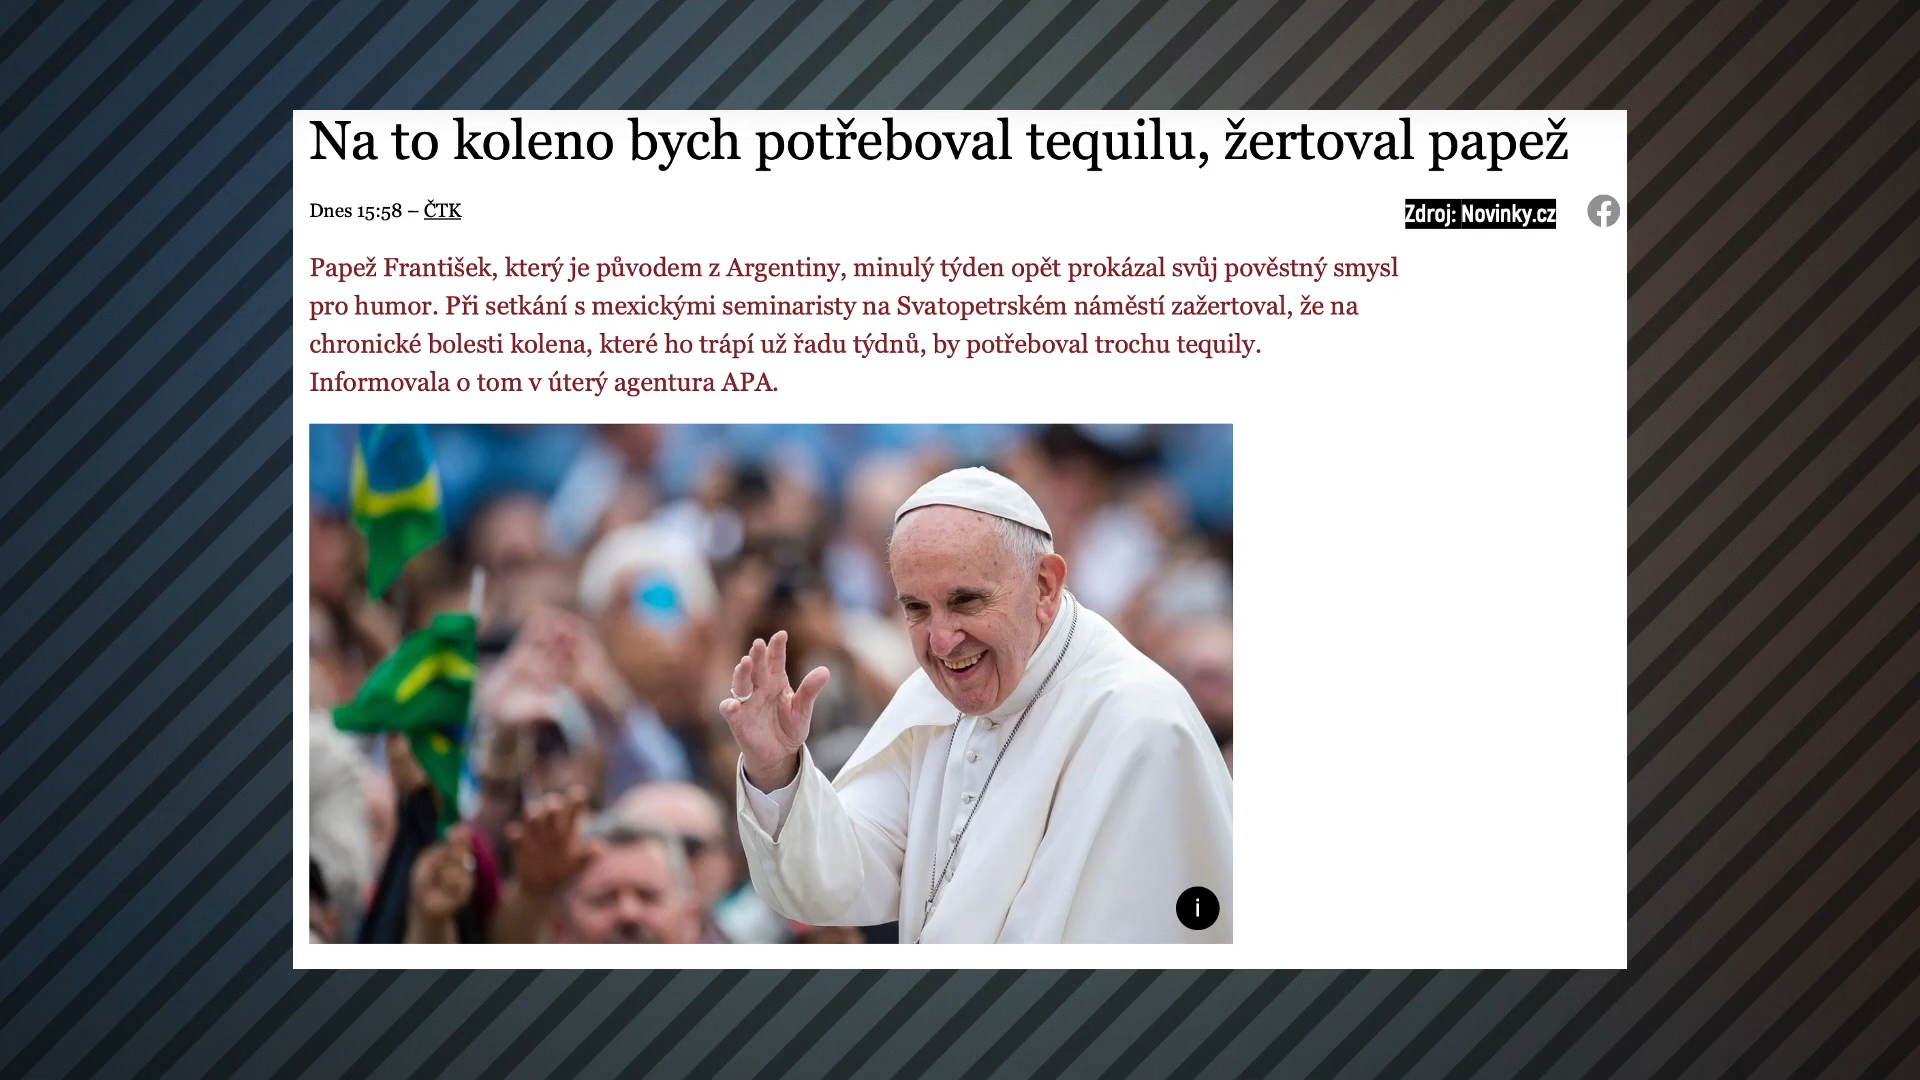 Na to koleno bych potřeboval tequilu, žertoval papež
Dnes 15:58 – ČTK
Zdroj: Novinky.cz
Papež František, který je původem z Argentiny, minulý týden opět prokázal svůj pověstný smysl
pro humor. Při setkání s mexickými seminaristy na Svatopetrském náměstí zažertoval, že na
chronické bolesti kolena, které ho trápí už řadu týdnů, by potřeboval trochu tequily.
Informovala o tom v úterý agentura APA.
i